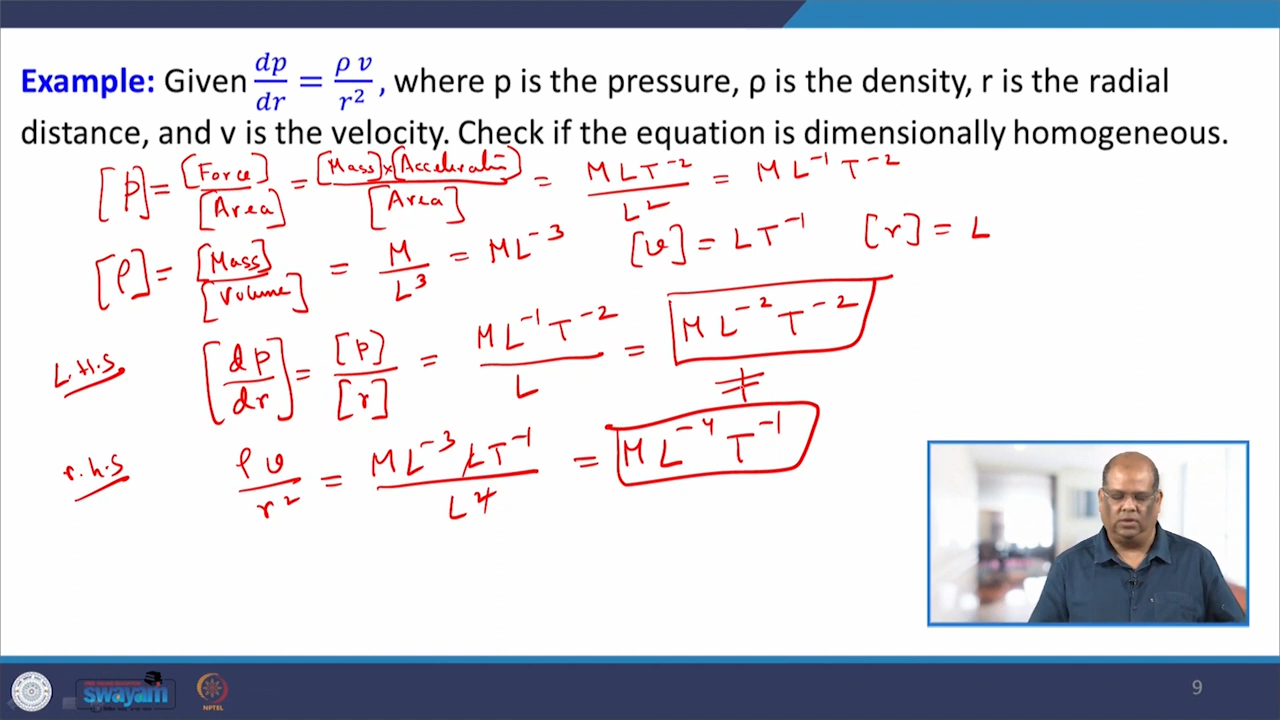 Example: Given dp/dr = ρ v/r², where p is the pressure, ρ is the density, r is the radial
distance, and v is the velocity. Check if the equation is dimensionally homogeneous.
[p] = [Force]/[Area] = [Mass]×[Acceleration]/[Area] = MLT⁻²/L² = ML⁻¹T⁻²
[ρ] = [Mass]/[Volume] = M/L³ = ML⁻³ [v] = LT⁻¹ [r] = L
L.H.S [dp/dr] = [p]/[r] = ML⁻¹T⁻²/L = ML⁻²T⁻²
≠
r.h.s ρv/r² = ML⁻³LT⁻¹/L² = ML⁻⁴T⁻¹
swayam
NPTEL
9